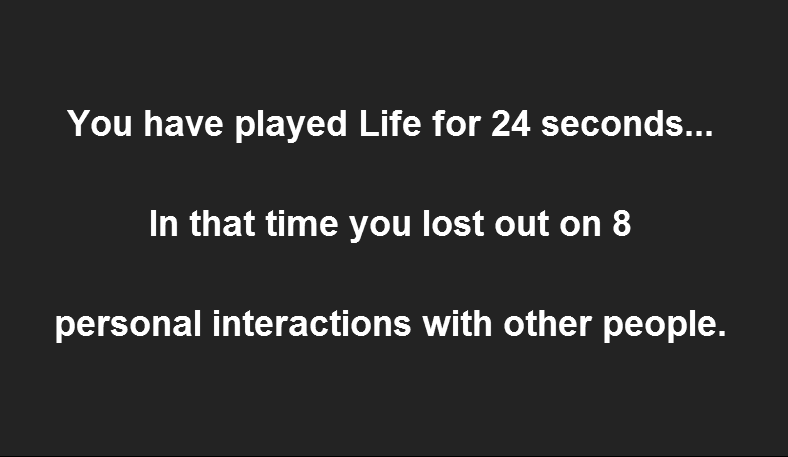 You have played Life for 24 seconds...
In that time you lost out on 8
personal interactions with other people.